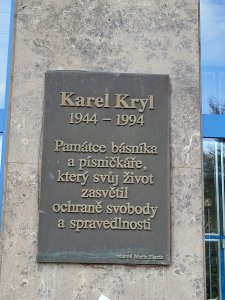 Karel Kryl
1944 – 1994
Památce básníka
a písničkáře,
který svůj život
zasvětil
ochraně svobody
a spravedlnosti